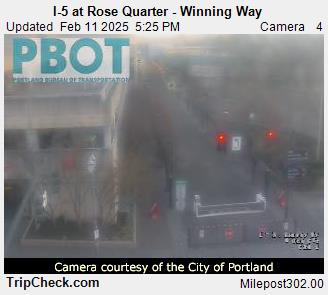 I-5 at Rose Quarter - Winning Way
Updated Feb 11 2025 5:25 PM Camera 4
PBOT
PORTLAND BUREAU OF TRANSPORTATION
Camera courtesy of the City of Portland
TripCheck.com Milepost302.00